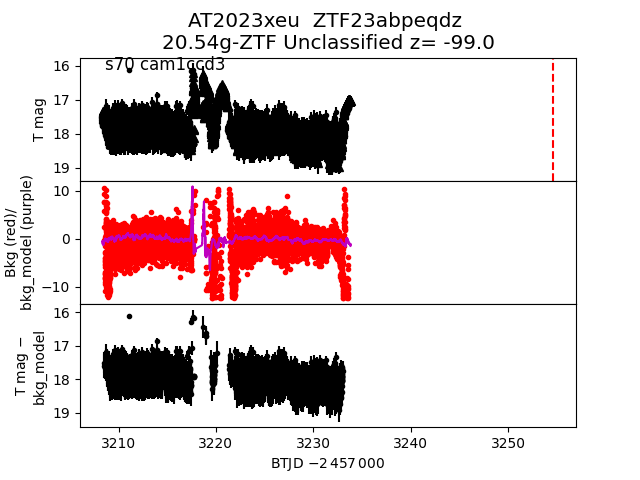 AT2023xeu  ZTF23abpeqdz
20.54g-ZTF Unclassified z= -99.0
s70 cam1ccd3
16
17
18
19
T mag
10
0
−10
Bkg (red)/
bkg_model (purple)
16
17
18
19
T mag −
bkg_model
3210 3220 3230 3240 3250
BTJD −2 457 000